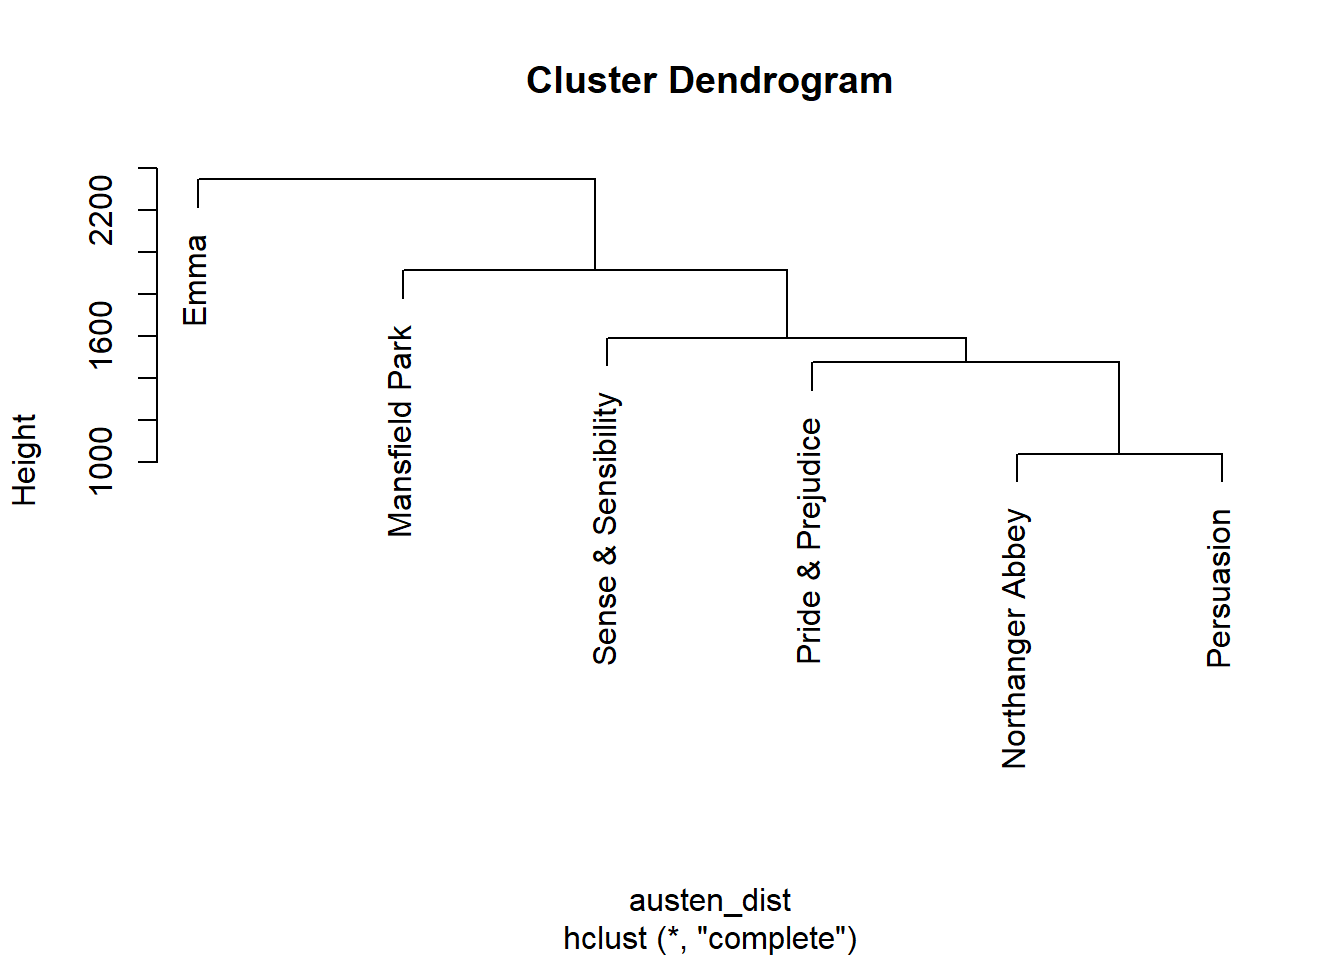 Cluster Dendrogram
Height
2200
1600
1000
Emma
Mansfield Park
Sense & Sensibility
Pride & Prejudice
Northanger Abbey
Persuasion
austen_dist
hclust (*, "complete")